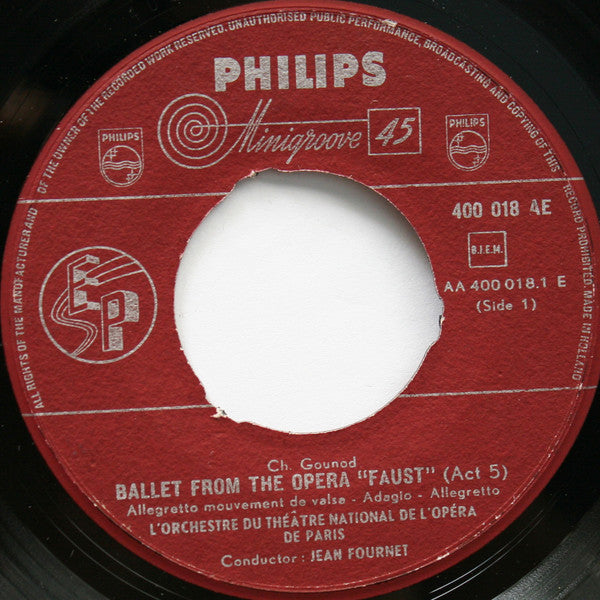 ALL RIGHTS OF THE MANUFACTURER AND OF THE OWNER OF THE RECORDED WORK RESERVED. UNAUTHORISED PUBLIC PERFORMANCE, BROADCASTING AND COPYING OF THIS RECORD PROHIBITED MADE IN HOLLAND
PHILIPS
Minigroove 45
PHILIPS
PHILIPS
400 018 4E
B.I.E.M.
AA 400 018.1 E
(Side 1)
EP
Ch. Gounod
BALLET FROM THE OPERA "FAUST" (Act 5)
Allegretto mouvement de valse - Adagio - Allegretto
L'ORCHESTRE DU THÉÂTRE NATIONAL DE L'OPÉRA
DE PARIS
Conductor : JEAN FOURNET